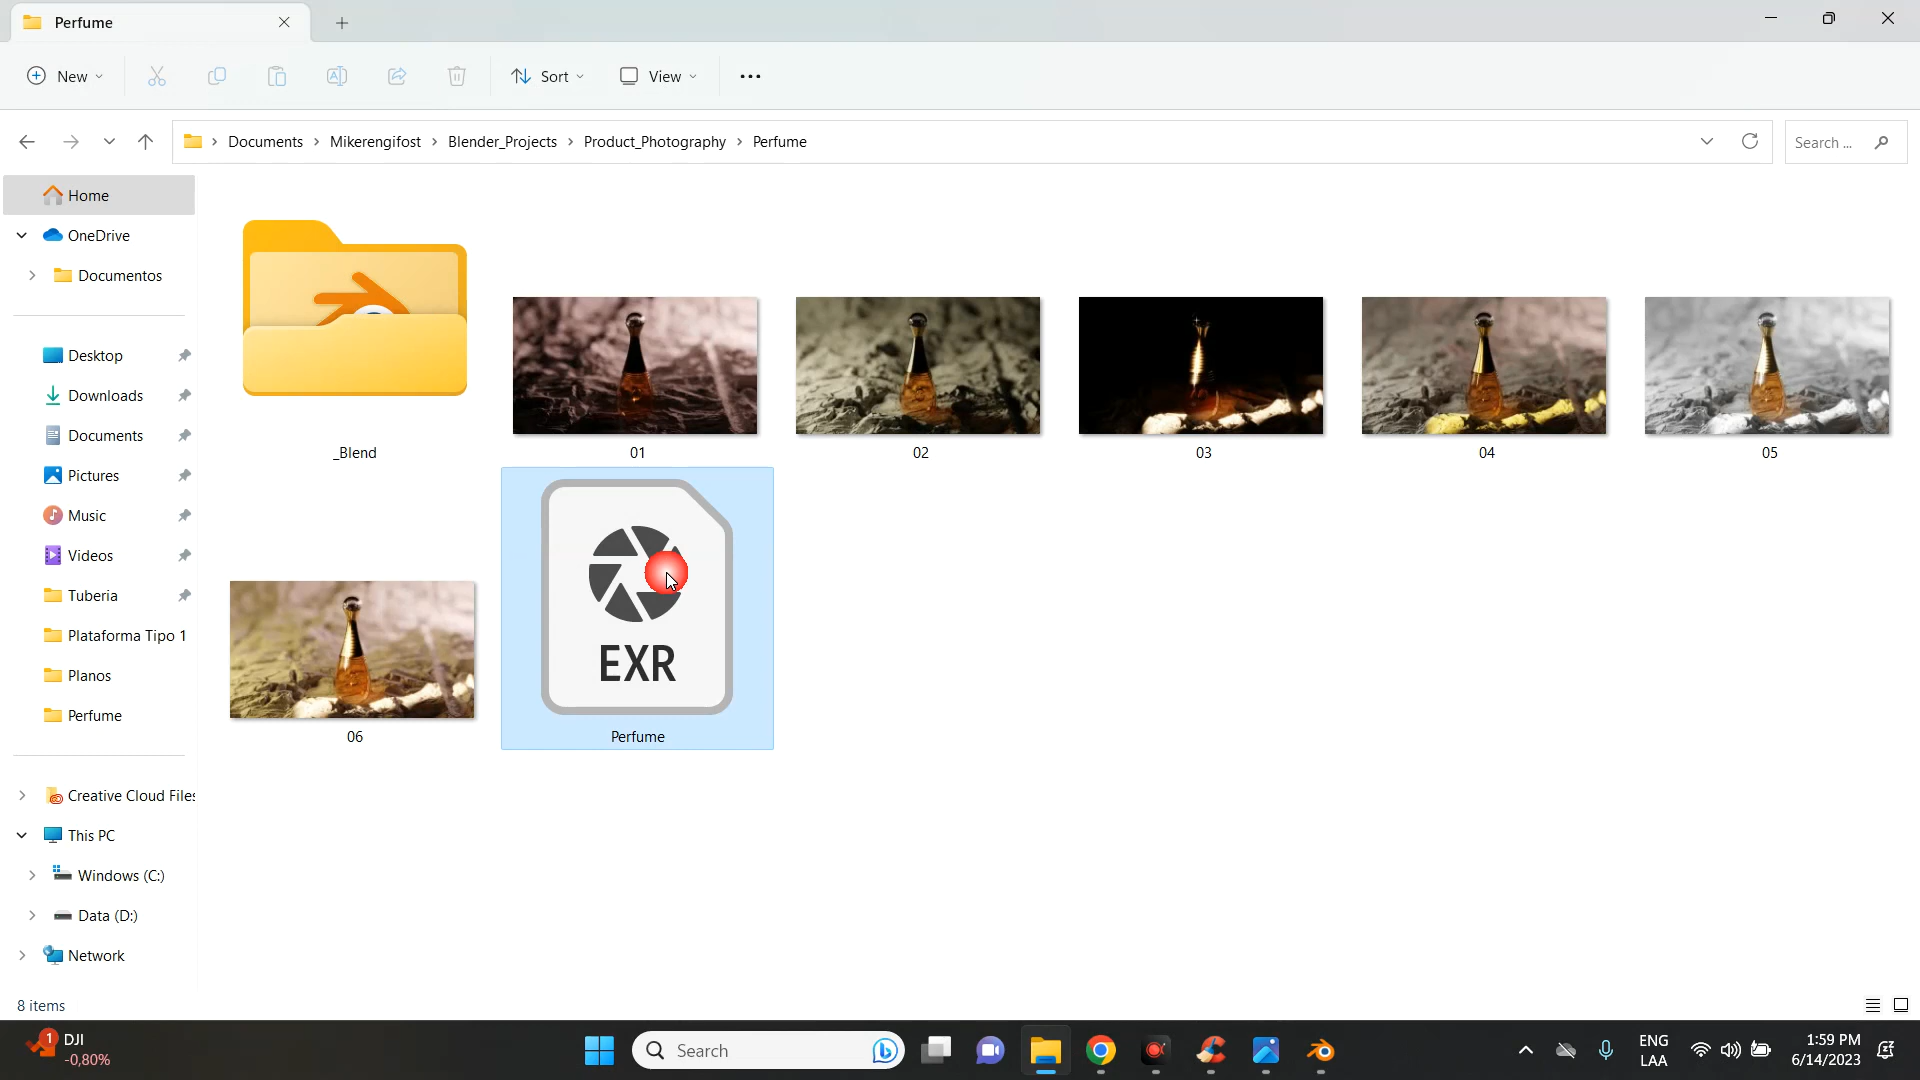 Perfume
New
Sort
View
Documents
Mikerengifost
Blender_Projects
Product_Photography
Perfume
Search ...
Home
OneDrive
Documentos
Desktop
Downloads
Documents
Pictures
Music
Videos
Tuberia
Plataforma Tipo 1
Planos
Perfume
Creative Cloud Files
This PC
Windows (C:)
Data (D:)
Network
_Blend
01
02
03
04
05
06
EXR
Perfume
8 items
1
DJI
-0,80%
Search
ENG
LAA
1:59 PM
6/14/2023